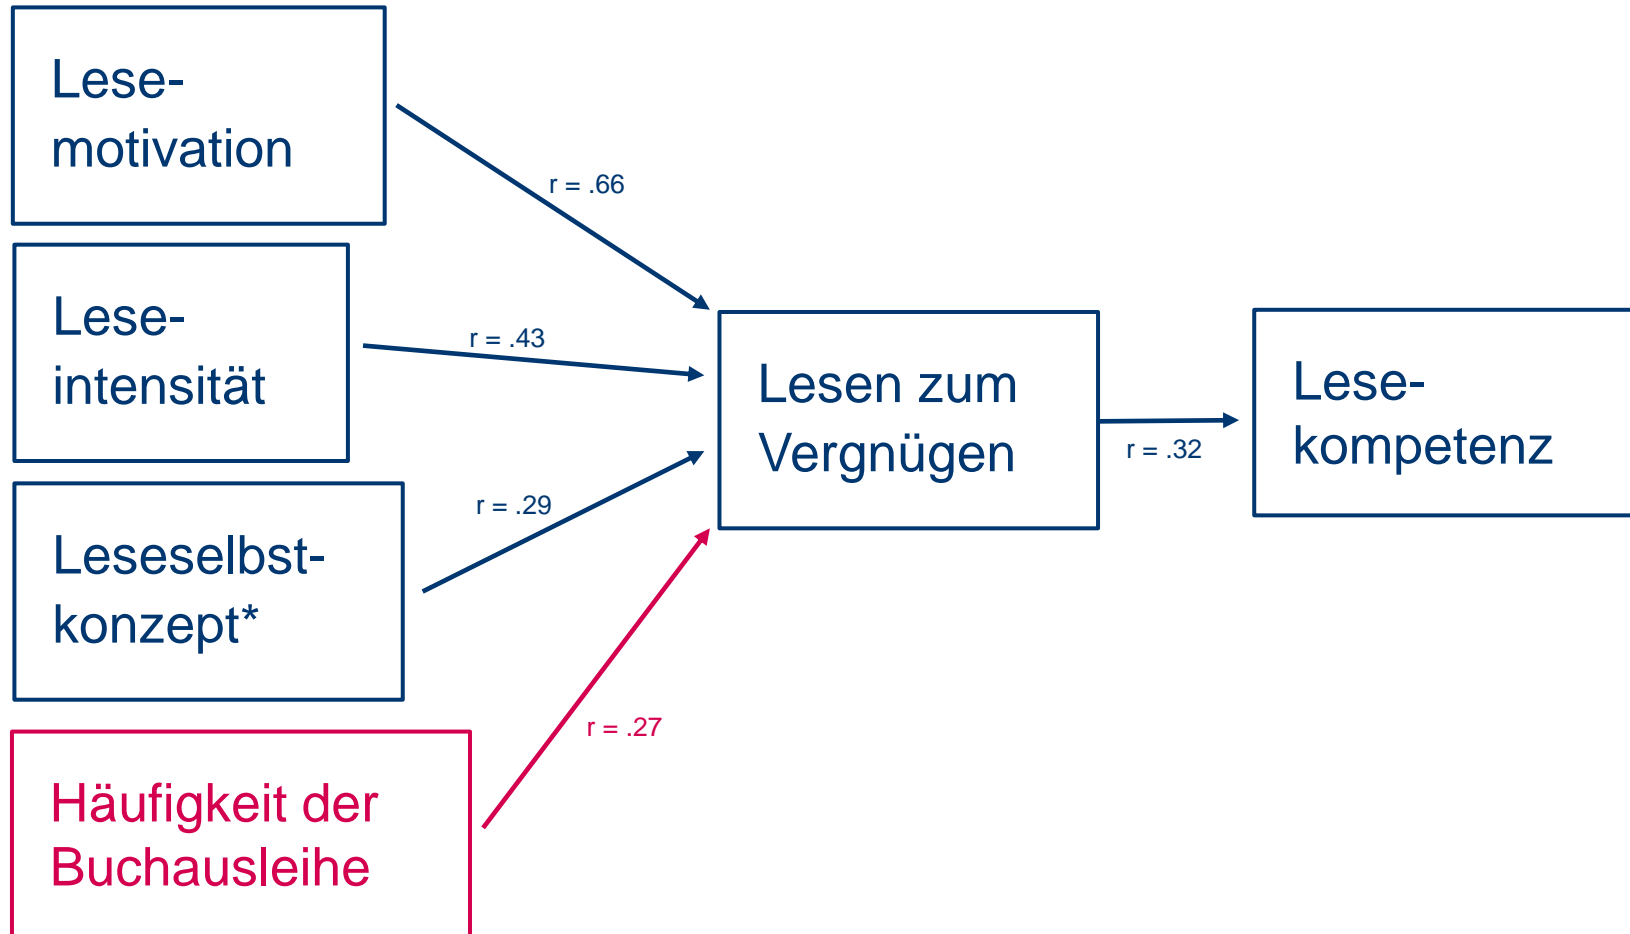 Lese-
motivation
r = .66
Lese-
intensität
r = .43
Leseselbst-
konzept*
r = .29
Häufigkeit der
Buchausleihe
r = .27
Lesen zum
Vergnügen
r = .32
Lese-
kompetenz